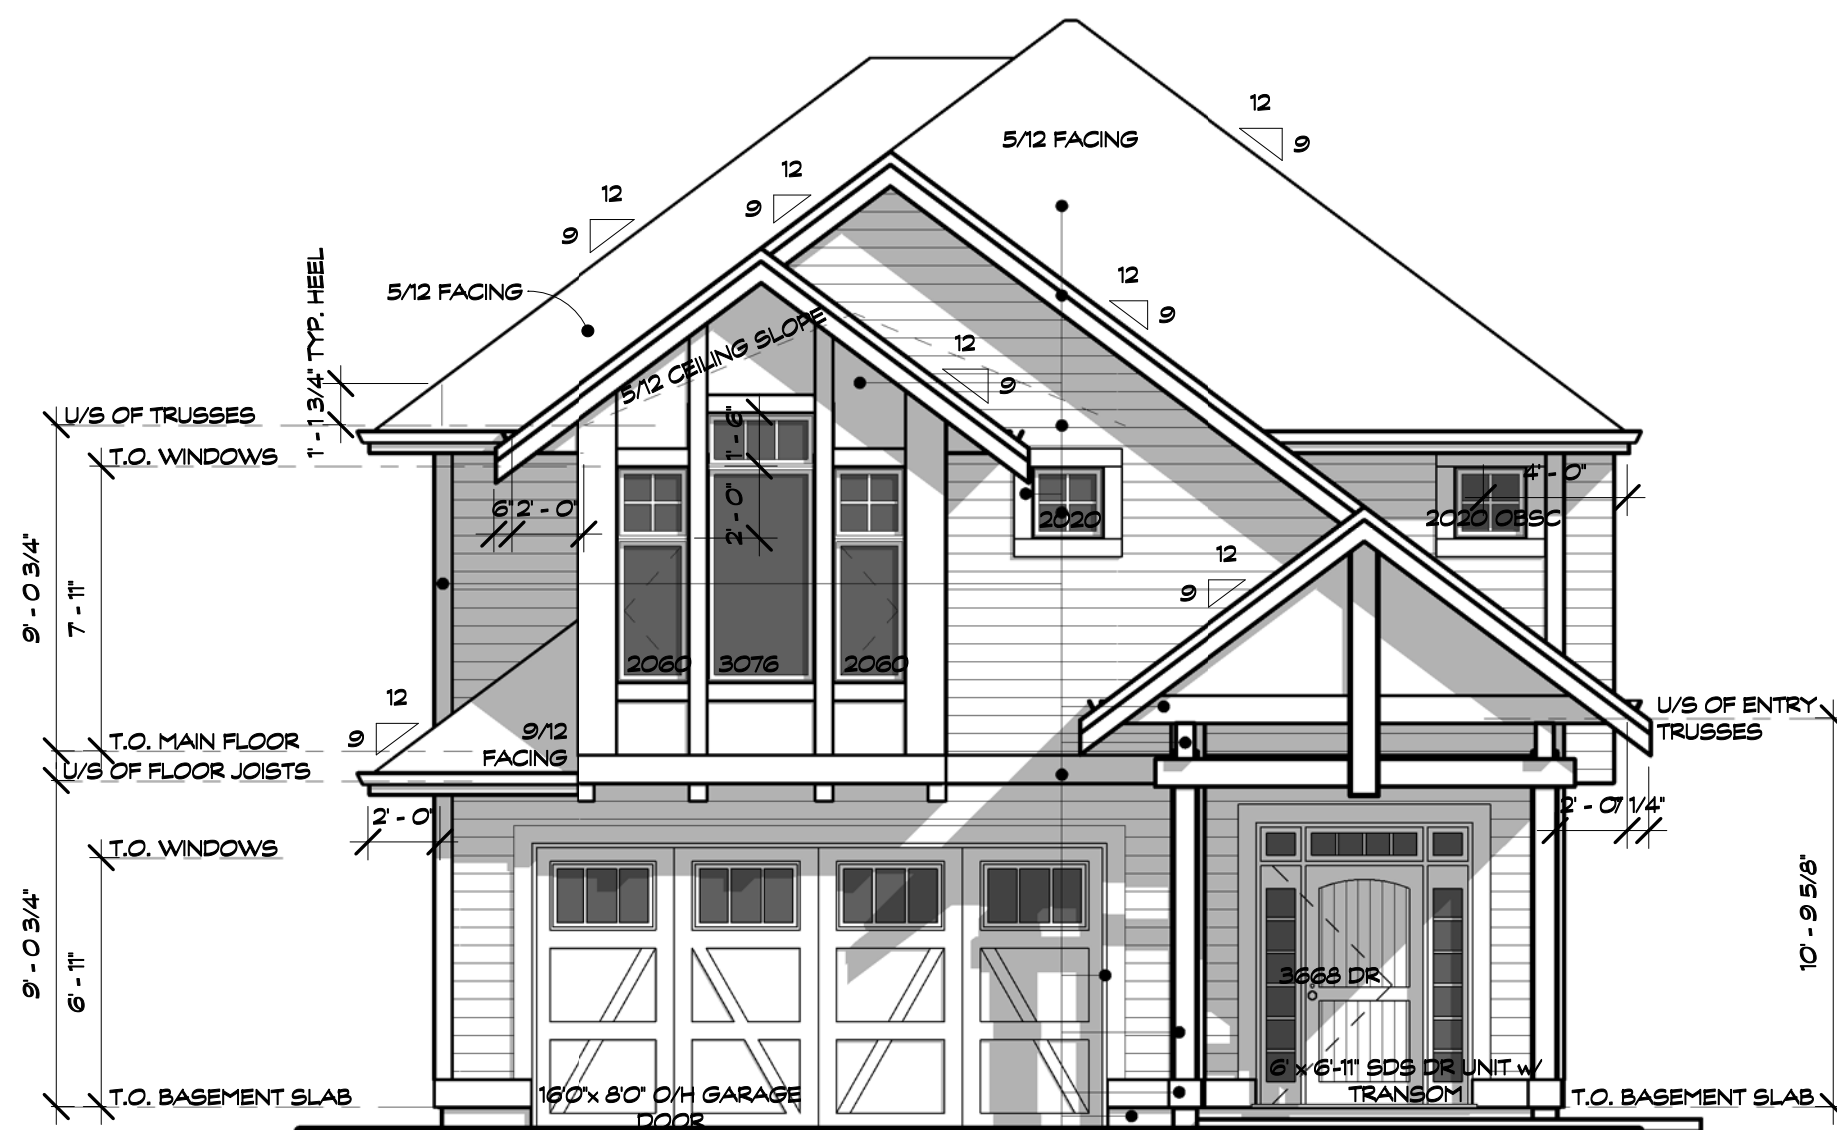 12
9
5/12 FACING
12
9
12
9
5/12 FACING
12
9
1' - 1 3/4" TYP. HEEL
5/12 CEILING SLOPE
12
9
U/S OF TRUSSES
T.O. WINDOWS
1' - 6"
2' - 0"
6"
2' - 0"
4' - 0"
2020
2020 OBSC
9' - 0 3/4"
7' - 11"
12
9
2060
3076
2060
12
9
9/12
FACING
T.O. MAIN FLOOR
U/S OF FLOOR JOISTS
U/S OF ENTRY
TRUSSES
2' - 0"
2' - 0"
7 1/4"
T.O. WINDOWS
9' - 0 3/4"
6' - 11"
10' - 9 5/8"
3668 DR
6' x 6'-11" SDS DR UNIT w/
TRANSOM
16'0"x 8'0" O/H GARAGE
DOOR
T.O. BASEMENT SLAB
T.O. BASEMENT SLAB